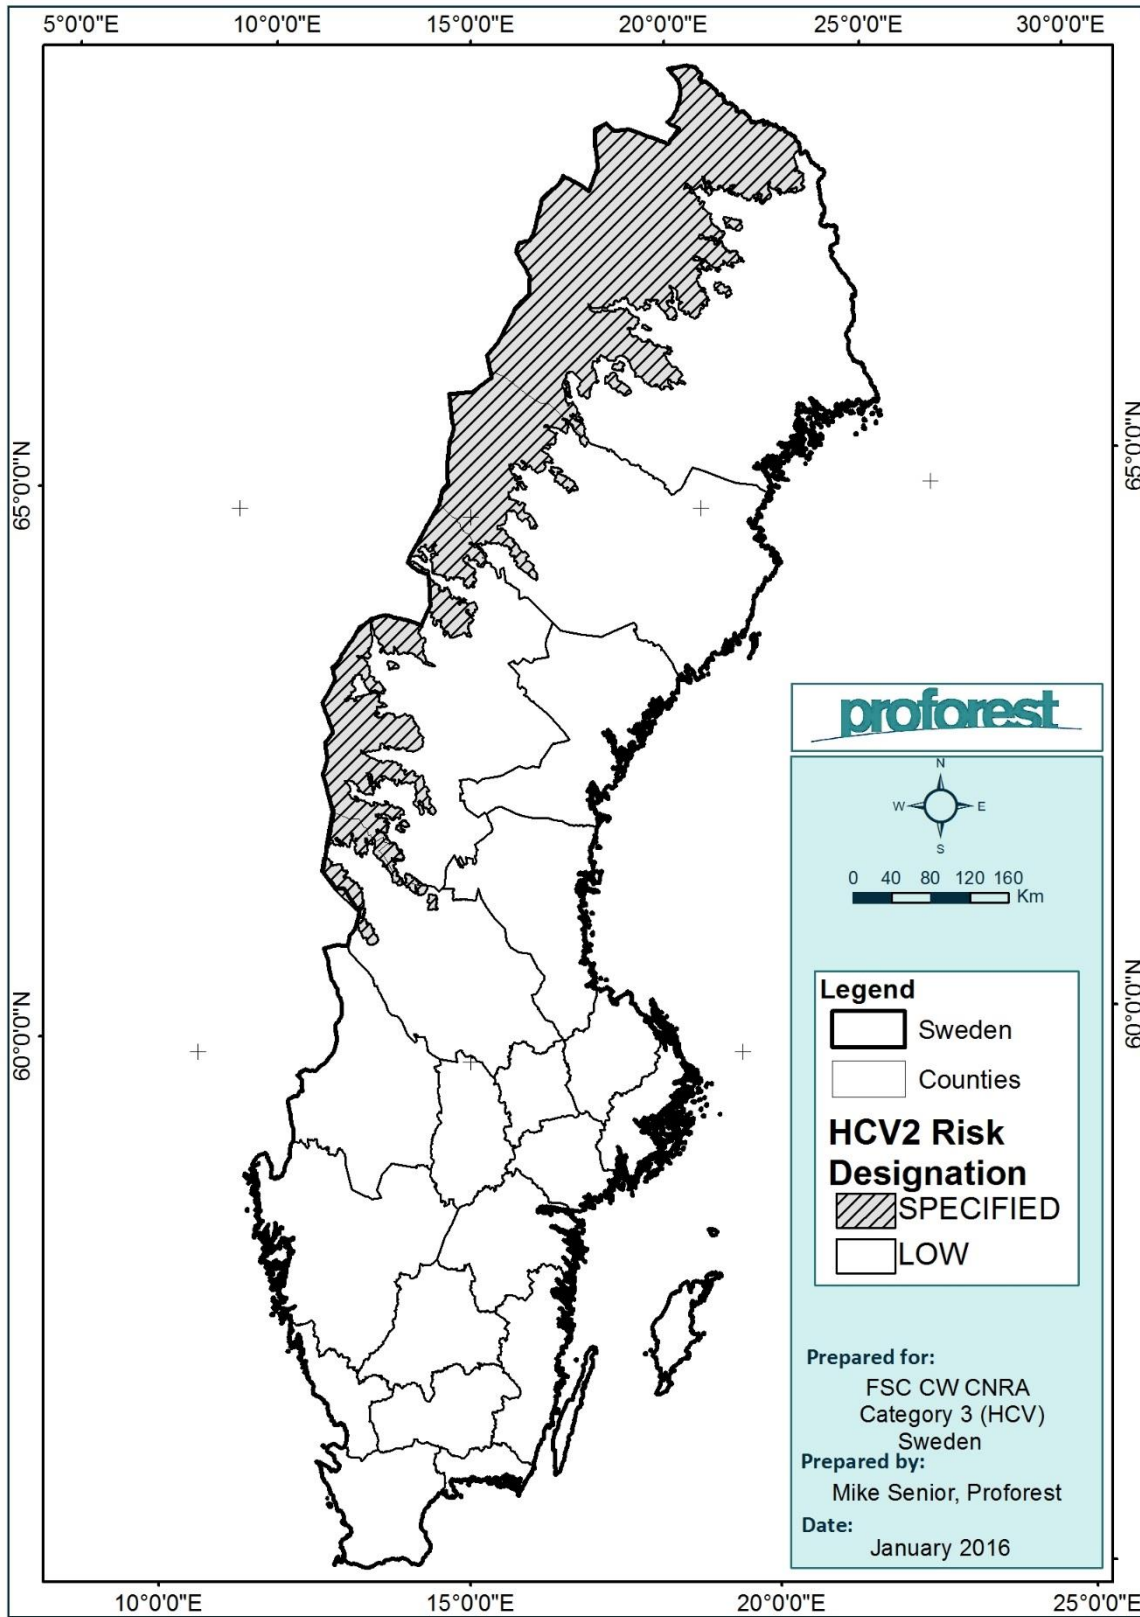 5°0'0"E 10°0'0"E 15°0'0"E 20°0'0"E 25°0'0"E 30°0'0"E
65°0'0"N
65°0'0"N
proforest
N
W E
S
0 40 80 120 160
Km
60°0'0"N
60°0'0"N
Legend
Sweden
Counties
HCV2 Risk
Designation
SPECIFIED
LOW
Prepared for:
FSC CW CNRA
Category 3 (HCV)
Sweden
Prepared by:
Mike Senior, Proforest
Date:
January 2016
10°0'0"E 15°0'0"E 20°0'0"E 25°0'0"E